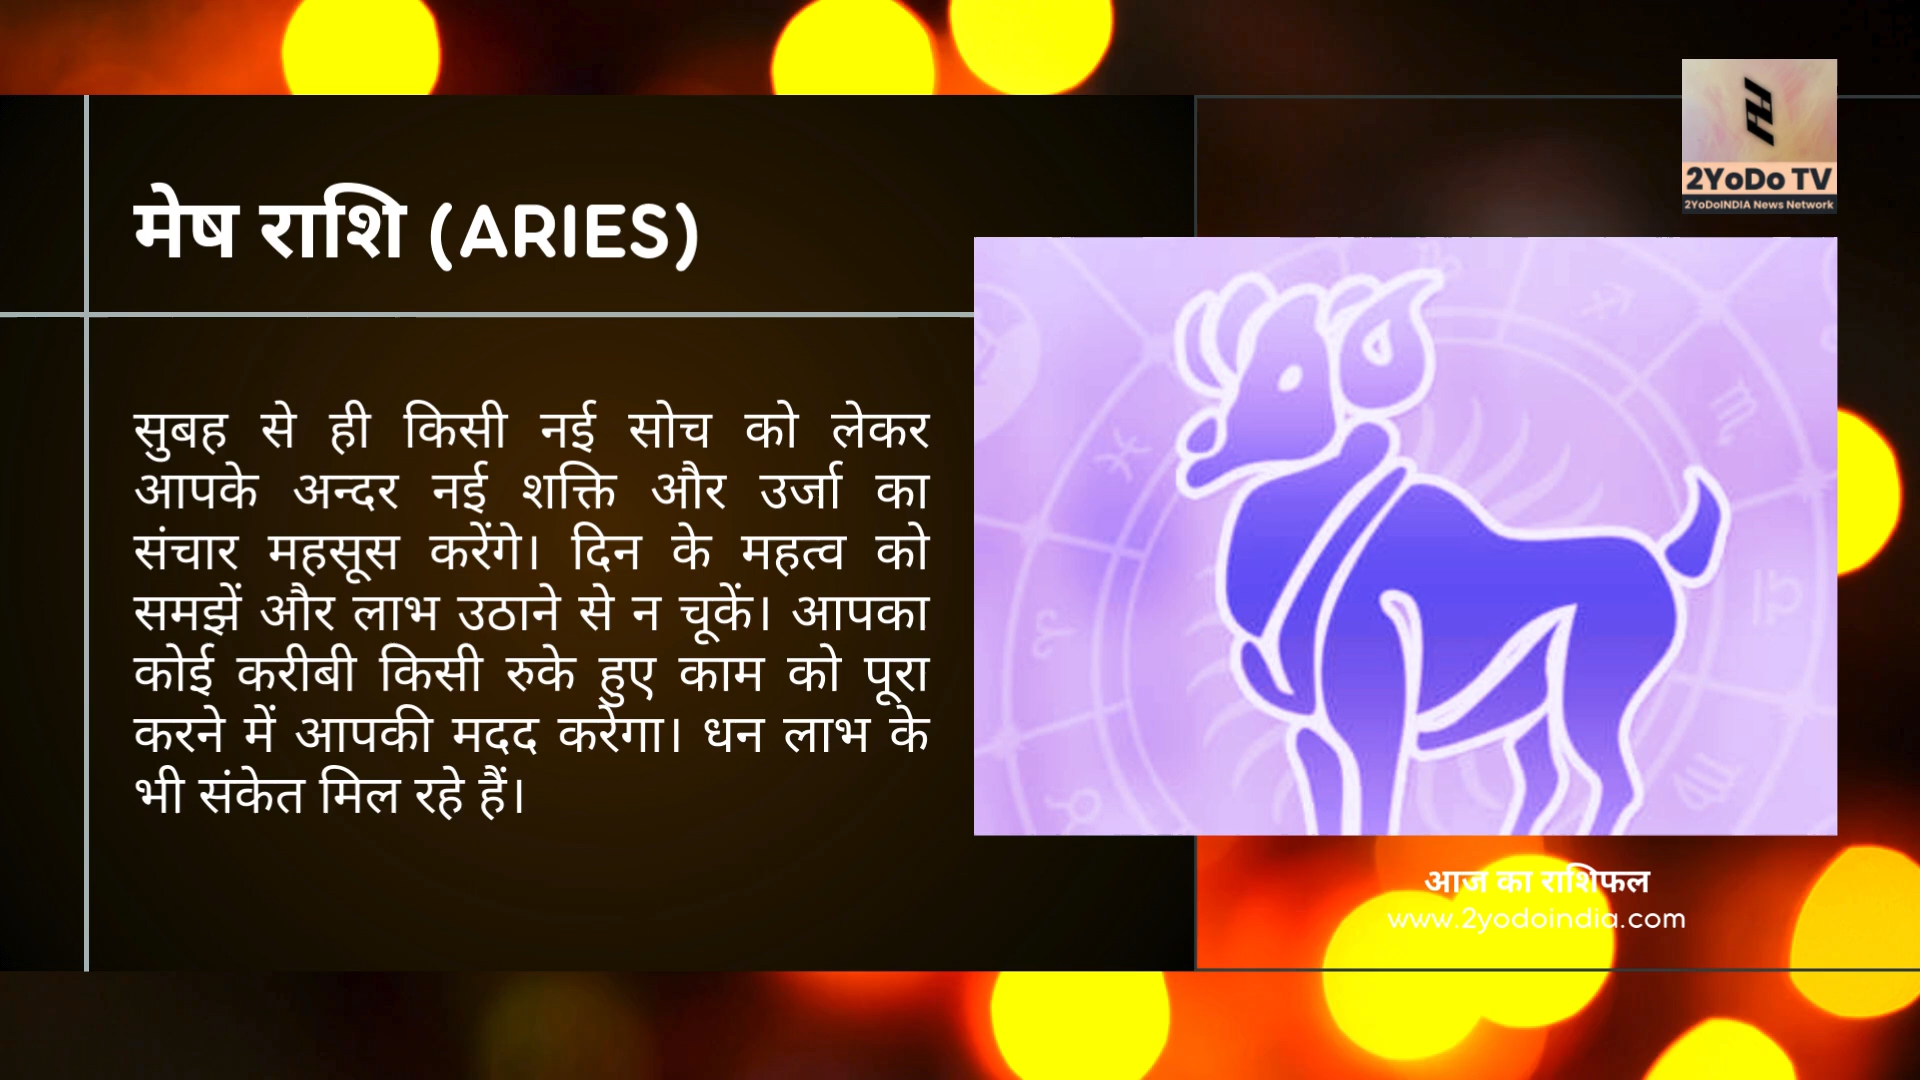 2YoDo TV
2YoDoINDIA News Network
मेष राशि (ARIES)
सुबह से ही किसी नई सोच को लेकर
आपके अन्दर नई शक्ति और उर्जा का
संचार महसूस करेंगे। दिन के महत्व को
समझें और लाभ उठाने से न चूकें। आपका
कोई करीबी किसी रुके हुए काम को पूरा
करने में आपकी मदद करेगा। धन लाभ के
भी संकेत मिल रहे हैं।
आज का राशिफल
www.2yodoindia.com